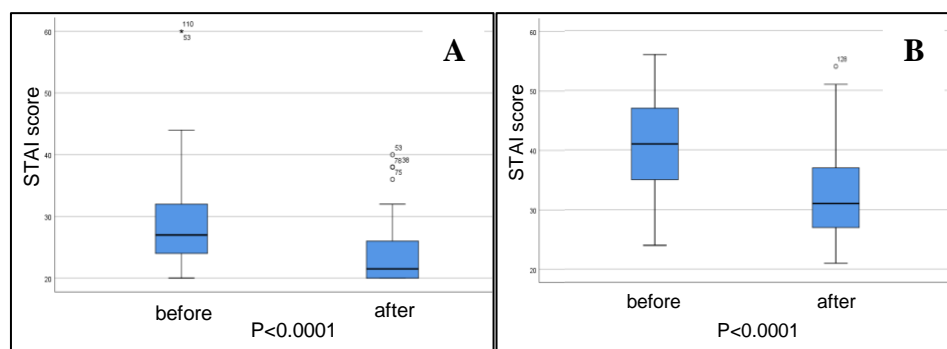 A
STAI score
60
50
40
30
20
110
53
53
76 38
75
before
after
P<0.0001
B
STAI score
60
50
40
30
20
128
before
after
P<0.0001